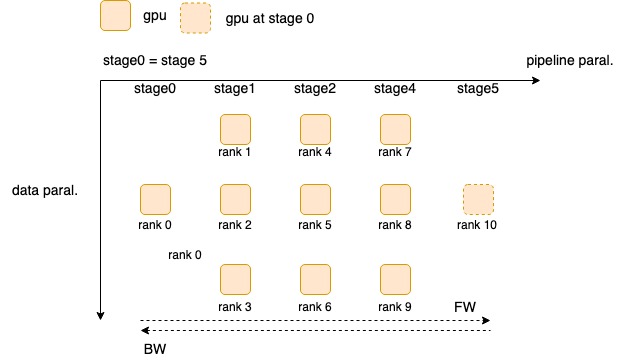 gpu
gpu at stage 0
stage0 = stage 5
pipeline paral.
stage0 stage1 stage2 stage4 stage5
rank 1 rank 4 rank 7
data paral.
rank 0 rank 2 rank 5 rank 8 rank 10
rank 0
rank 3 rank 6 rank 9
FW
BW